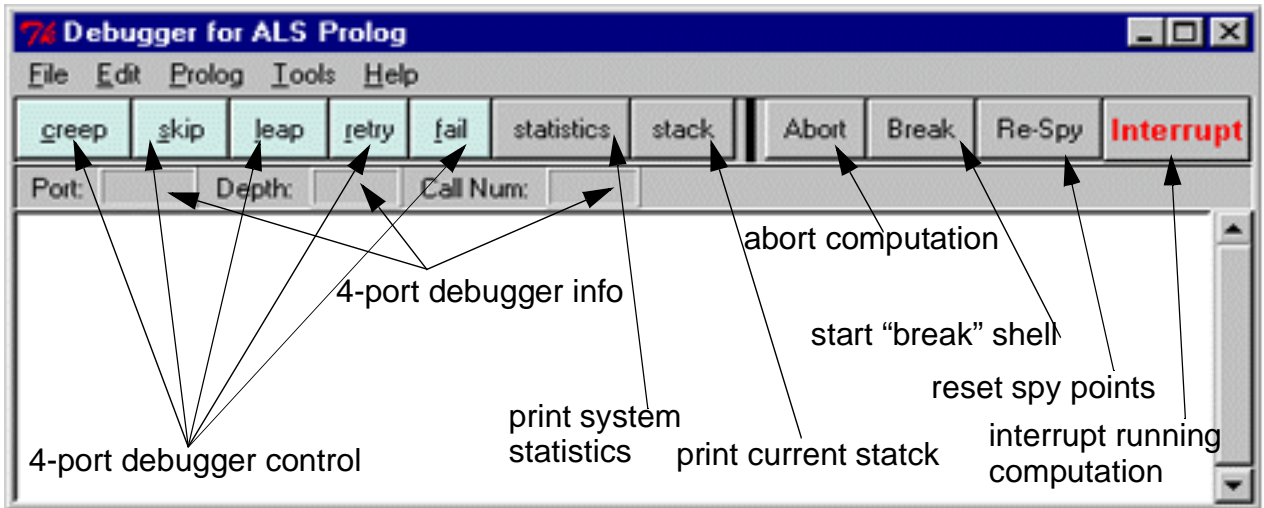 7k Debugger for ALS Prolog
File Edit Prolog Tools Help
creep skip leap retry fail statistics stack Abort Break Re-Spy Interrupt
Port: Depth: Call Num:
abort computation
4-port debugger info
start “break” shell
reset spy points
print system
statistics
print current statck
interrupt running
computation
4-port debugger control